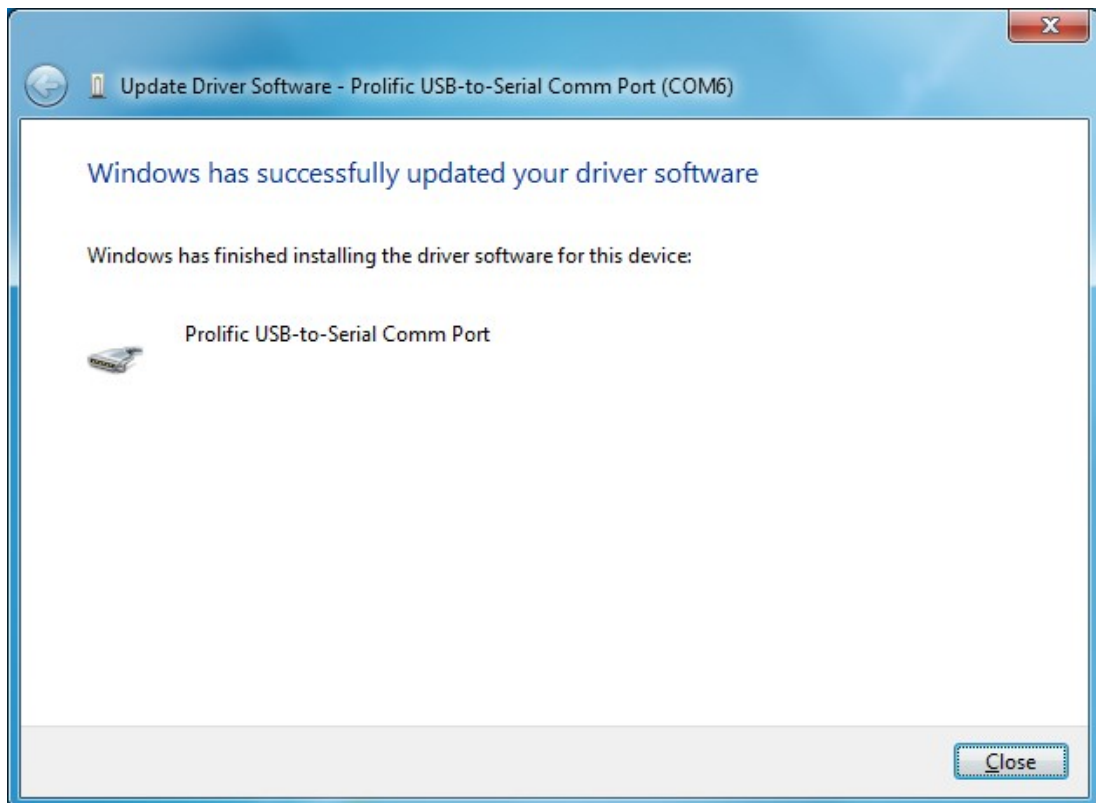 Update Driver Software - Prolific USB-to-Serial Comm Port (COM6)
Windows has successfully updated your driver software
Windows has finished installing the driver software for this device:
Prolific USB-to-Serial Comm Port
Close